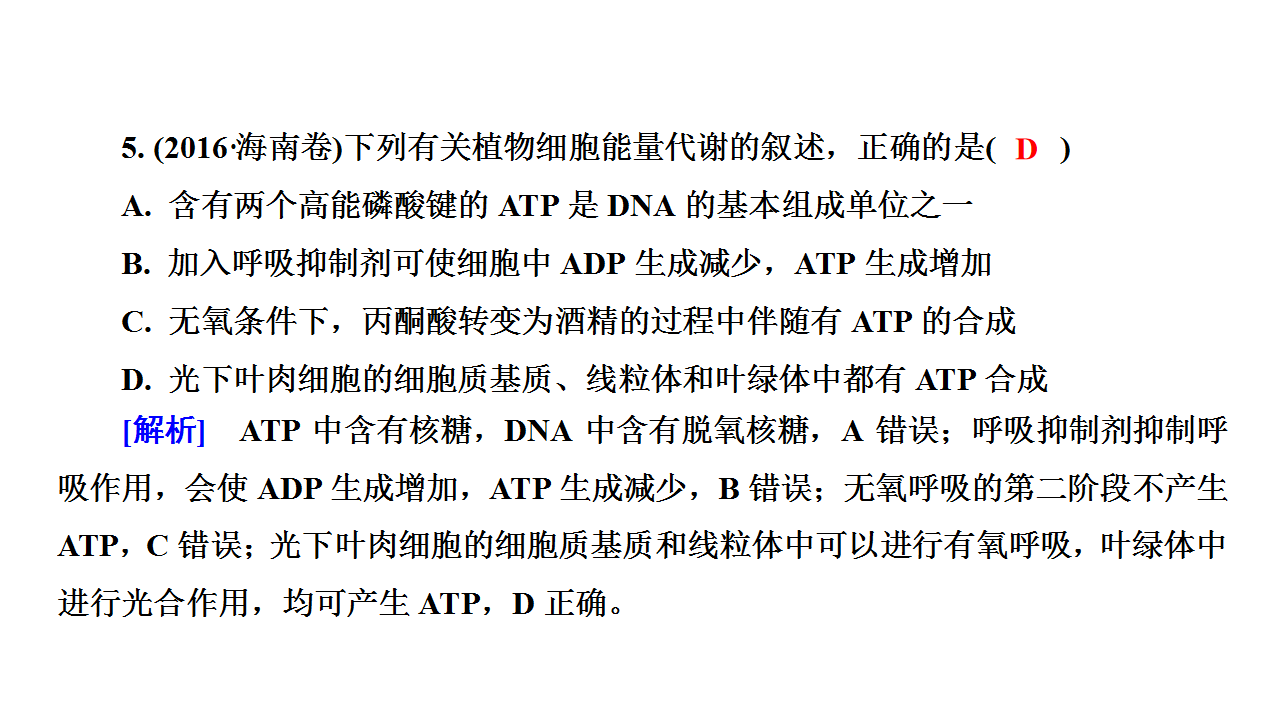 5. (2016·海南卷)下列有关植物细胞能量代谢的叙述，正确的是( D )
A. 含有两个高能磷酸键的 ATP 是 DNA 的基本组成单位之一
B. 加入呼吸抑制剂可使细胞中 ADP 生成减少，ATP 生成增加
C. 无氧条件下，丙酮酸转变为酒精的过程中伴随有 ATP 的合成
D. 光下叶肉细胞的细胞质基质、线粒体和叶绿体中都有 ATP 合成
[解析] ATP 中含有核糖，DNA 中含有脱氧核糖，A 错误；呼吸抑制剂抑制呼
吸作用，会使 ADP 生成增加，ATP 生成减少，B 错误；无氧呼吸的第二阶段不产生
ATP，C 错误；光下叶肉细胞的细胞质基质和线粒体中可以进行有氧呼吸，叶绿体中
进行光合作用，均可产生 ATP，D 正确。